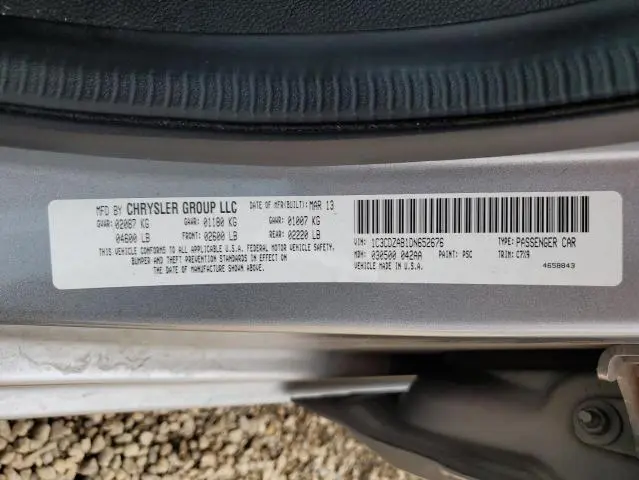 MFD BY CHRYSLER GROUP LLC DATE OF MFR(BUILT): MAR 13
GVWR: 02087 KG GAWR: 01180 KG GAWR: 01007 KG
04600 LB FRONT: 02600 LB REAR: 02220 LB
THIS VEHICLE CONFORMS TO ALL APPLICABLE U.S.A. FEDERAL MOTOR VEHICLE SAFETY,
BUMPER AND THEFT PREVENTION STANDARDS IN EFFECT ON THE
DATE OF MANUFACTURE SHOWN ABOVE.
VIN: 1C3CDZAB1DN652676 TYPE: PASSENGER CAR
MDH: 030500 042AA PAINT: PSC TRIM: C7X9
VEHICLE MADE IN U.S.A. 4658843